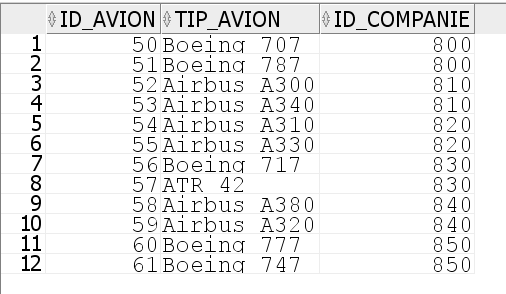 ID_AVION TIP_AVION ID_COMPANIE
1 50 Boeing 707 800
2 51 Boeing 787 800
3 52 Airbus A300 810
4 53 Airbus A340 810
5 54 Airbus A310 820
6 55 Airbus A330 820
7 56 Boeing 717 830
8 57 ATR 42 830
9 58 Airbus A380 840
10 59 Airbus A320 840
11 60 Boeing 777 850
12 61 Boeing 747 850